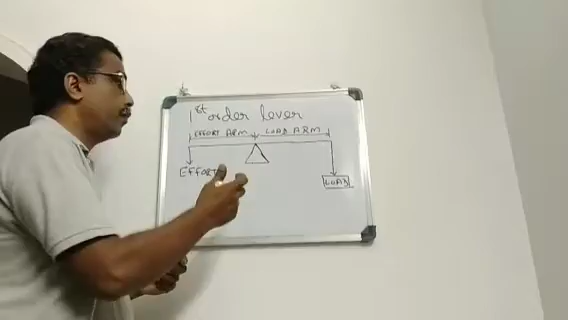 1st order lever
EFFORT ARM LOAD ARM
EFFORT
LOAD